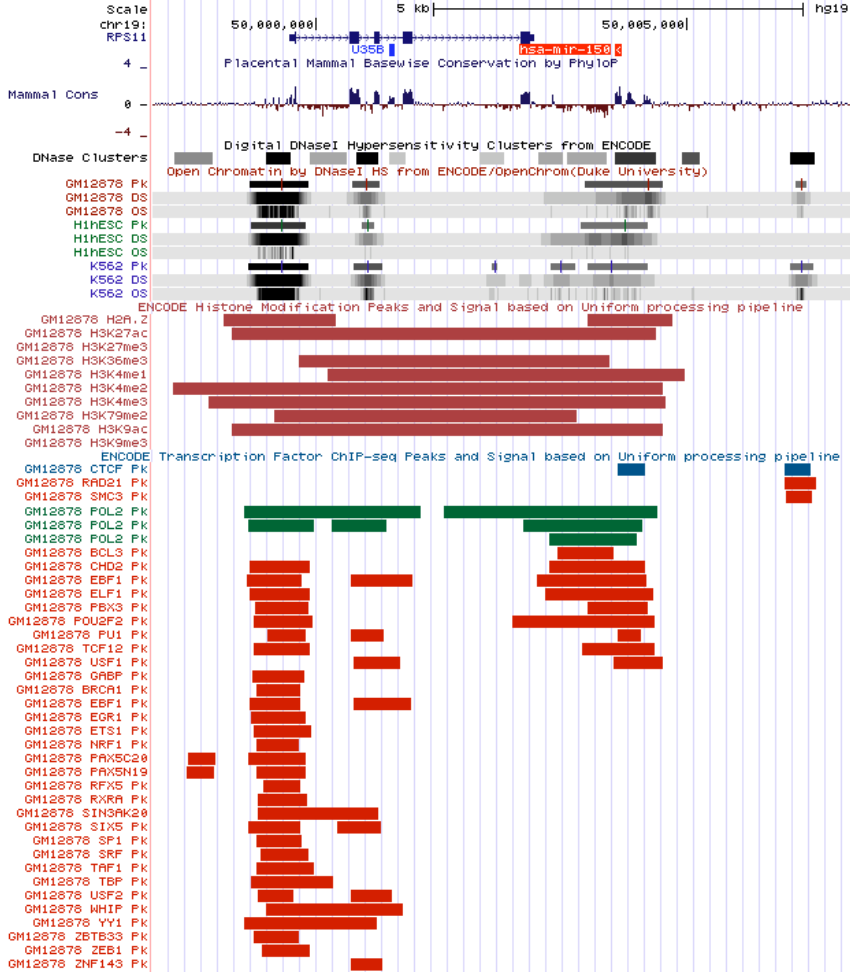 Scale 5 kb hg19
chr19: 50,000,000 50,005,000
RPS11
U35B hsa-mir-150
Placental Mammal Basewise Conservation by PhyloP
4
Mammal Cons
0
-4
Digital DNaseI Hypersensitivity Clusters from ENCODE
DNase Clusters
Open Chromatin by DNaseI HS from ENCODE/OpenChrom(Duke University)
GM12878 Pk
GM12878 DS
GM12878 OS
H1hESC Pk
H1hESC DS
H1hESC OS
K562 Pk
K562 DS
K562 OS
ENCODE Histone Modification Peaks and Signal based on Uniform processing pipeline
GM12878 H2A.Z
GM12878 H3K27ac
GM12878 H3K27me3
GM12878 H3K36me3
GM12878 H3K4me1
GM12878 H3K4me2
GM12878 H3K4me3
GM12878 H3K79me2
GM12878 H3K9ac
GM12878 H3K9me3
ENCODE Transcription Factor ChIP-seq Peaks and Signal based on Uniform processing pipeline
GM12878 CTCF Pk
GM12878 RAD21 Pk
GM12878 SMC3 Pk
GM12878 POL2 Pk
GM12878 POL2 Pk
GM12878 POL2 Pk
GM12878 BCL3 Pk
GM12878 CHD2 Pk
GM12878 EBF1 Pk
GM12878 ELF1 Pk
GM12878 PBX3 Pk
GM12878 POU2F2 Pk
GM12878 PU1 Pk
GM12878 TCF12 Pk
GM12878 USF1 Pk
GM12878 GABP Pk
GM12878 BRCA1 Pk
GM12878 EBF1 Pk
GM12878 EGR1 Pk
GM12878 ETS1 Pk
GM12878 NRF1 Pk
GM12878 PAX5C20 Pk
GM12878 PAX5N19 Pk
GM12878 RFX5 Pk
GM12878 RXRA Pk
GM12878 SIN3AK20 Pk
GM12878 SIX5 Pk
GM12878 SP1 Pk
GM12878 SRF Pk
GM12878 TAF1 Pk
GM12878 TBP Pk
GM12878 USF2 Pk
GM12878 WHIP Pk
GM12878 YY1 Pk
GM12878 ZBTB33 Pk
GM12878 ZEB1 Pk
GM12878 ZNF143 Pk